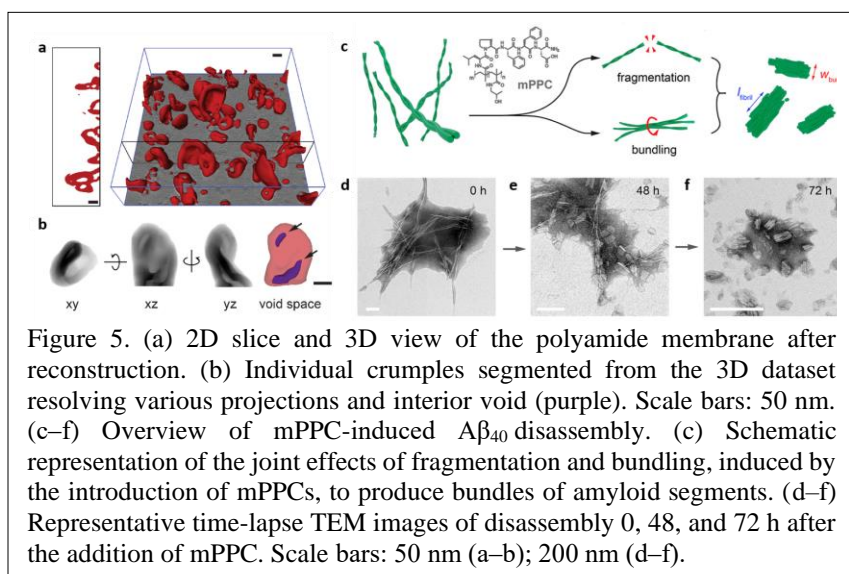 a
c
mPPC
fragmentation
bundling
l fibril
b
d
0 h
e
48 h
f
72 h
xy
xz
yz
void space
Figure 5. (a) 2D slice and 3D view of the polyamide membrane after
reconstruction. (b) Individual crumples segmented from the 3D dataset
resolving various projections and interior void (purple). Scale bars: 50 nm.
(c–f) Overview of mPPC-induced Aβ₄₀ disassembly. (c) Schematic
representation of the joint effects of fragmentation and bundling, induced by
the introduction of mPPCs, to produce bundles of amyloid segments. (d–f)
Representative time-lapse TEM images of disassembly 0, 48, and 72 h after
the addition of mPPC. Scale bars: 50 nm (a–b); 200 nm (d–f).